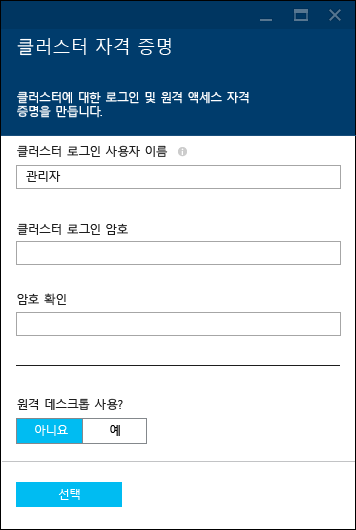 클러스터 자격 증명
클러스터에 대한 로그인 및 원격 액세스 자격
증명을 만듭니다.
클러스터 로그인 사용자 이름
관리자
클러스터 로그인 암호
암호 확인
원격 데스크톱 사용?
아니요 예
선택